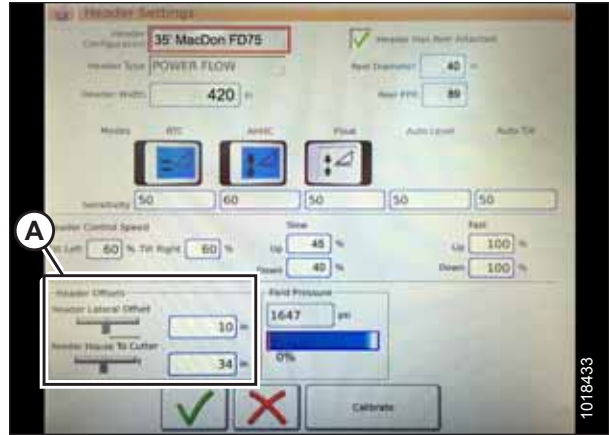 Header Settings
Header Configuration 35' MacDon FD75 Header Has Reel Attached
Header Type POWER FLOW Reel Diameter 40 in
Header Width 420 in Reel PPR 89
Modes RTC AHHC Float Auto Level Auto Tilt
Sensitivity 50 60 50 50 50
Header Control Speed Slow Fast
Tilt Left 60 % Tilt Right 60 % Up 45 % Up 100 %
Down 40 % Down 100 %
Header Offsets Field Pressure
Header Lateral Offset
10 in 1647 psi
Feeder House To Cutter
34 in 0%
Calibrate
A
1018433